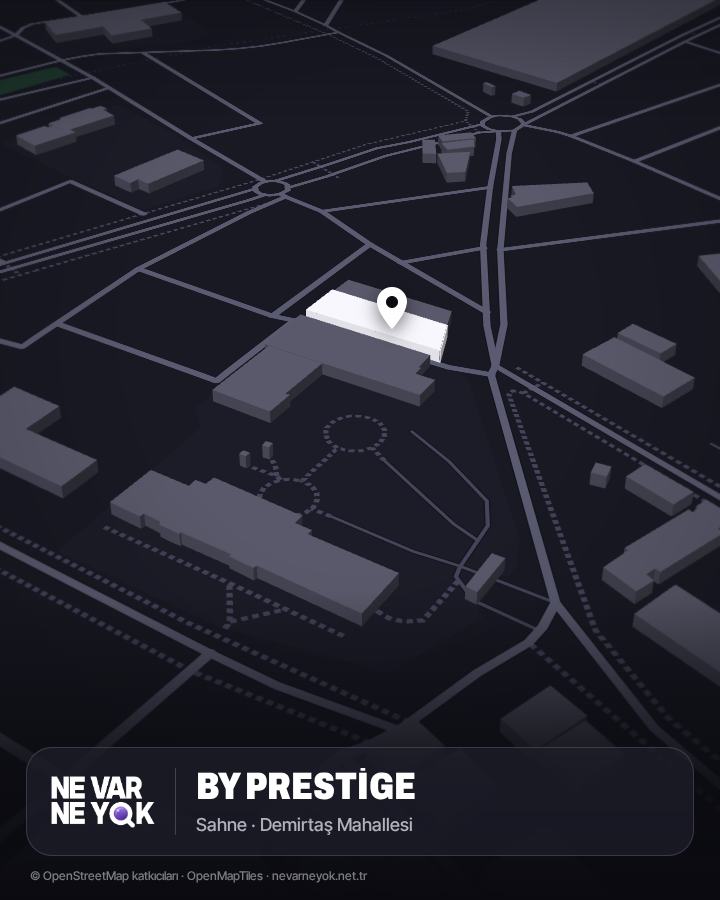 NE VAR
NE YOK
BY PRESTİGE
Sahne · Demirtaş Mahallesi
© OpenStreetMap katkıcıları · OpenMapTiles · nevarneyok.net.tr